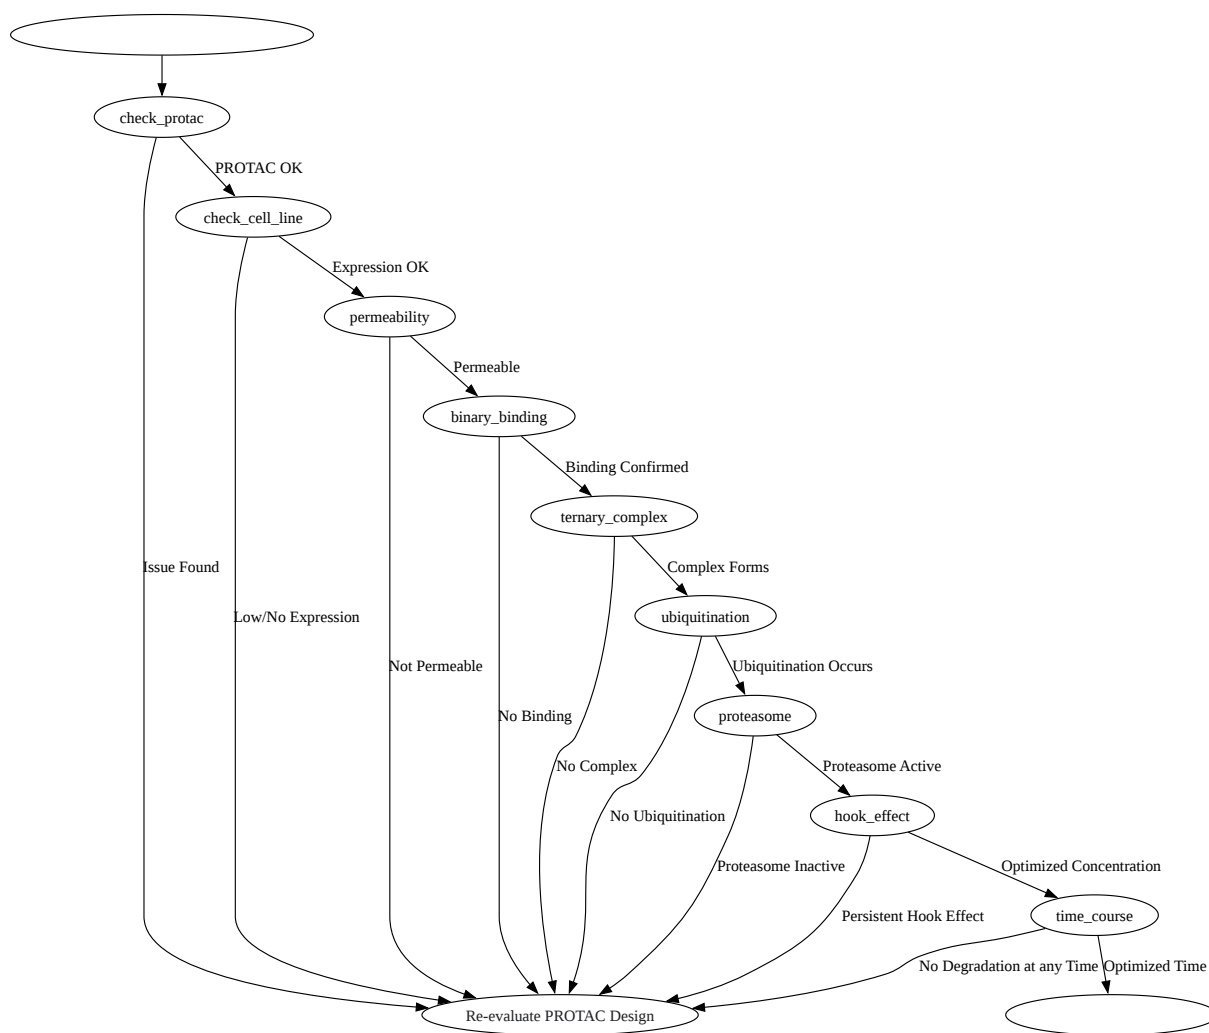 check_protac
PROTAC OK
check_cell_line
Expression OK
permeability
Permeable
binary_binding
Binding Confirmed
ternary_complex
Issue Found
Complex Forms
Low/No Expression
ubiquitination
Not Permeable
Ubiquitination Occurs
No Binding
proteasome
No Complex
Proteasome Active
No Ubiquitination
hook_effect
Proteasome Inactive
Optimized Concentration
Persistent Hook Effect
time_course
No Degradation at any Time
Optimized Time
Re-evaluate PROTAC Design